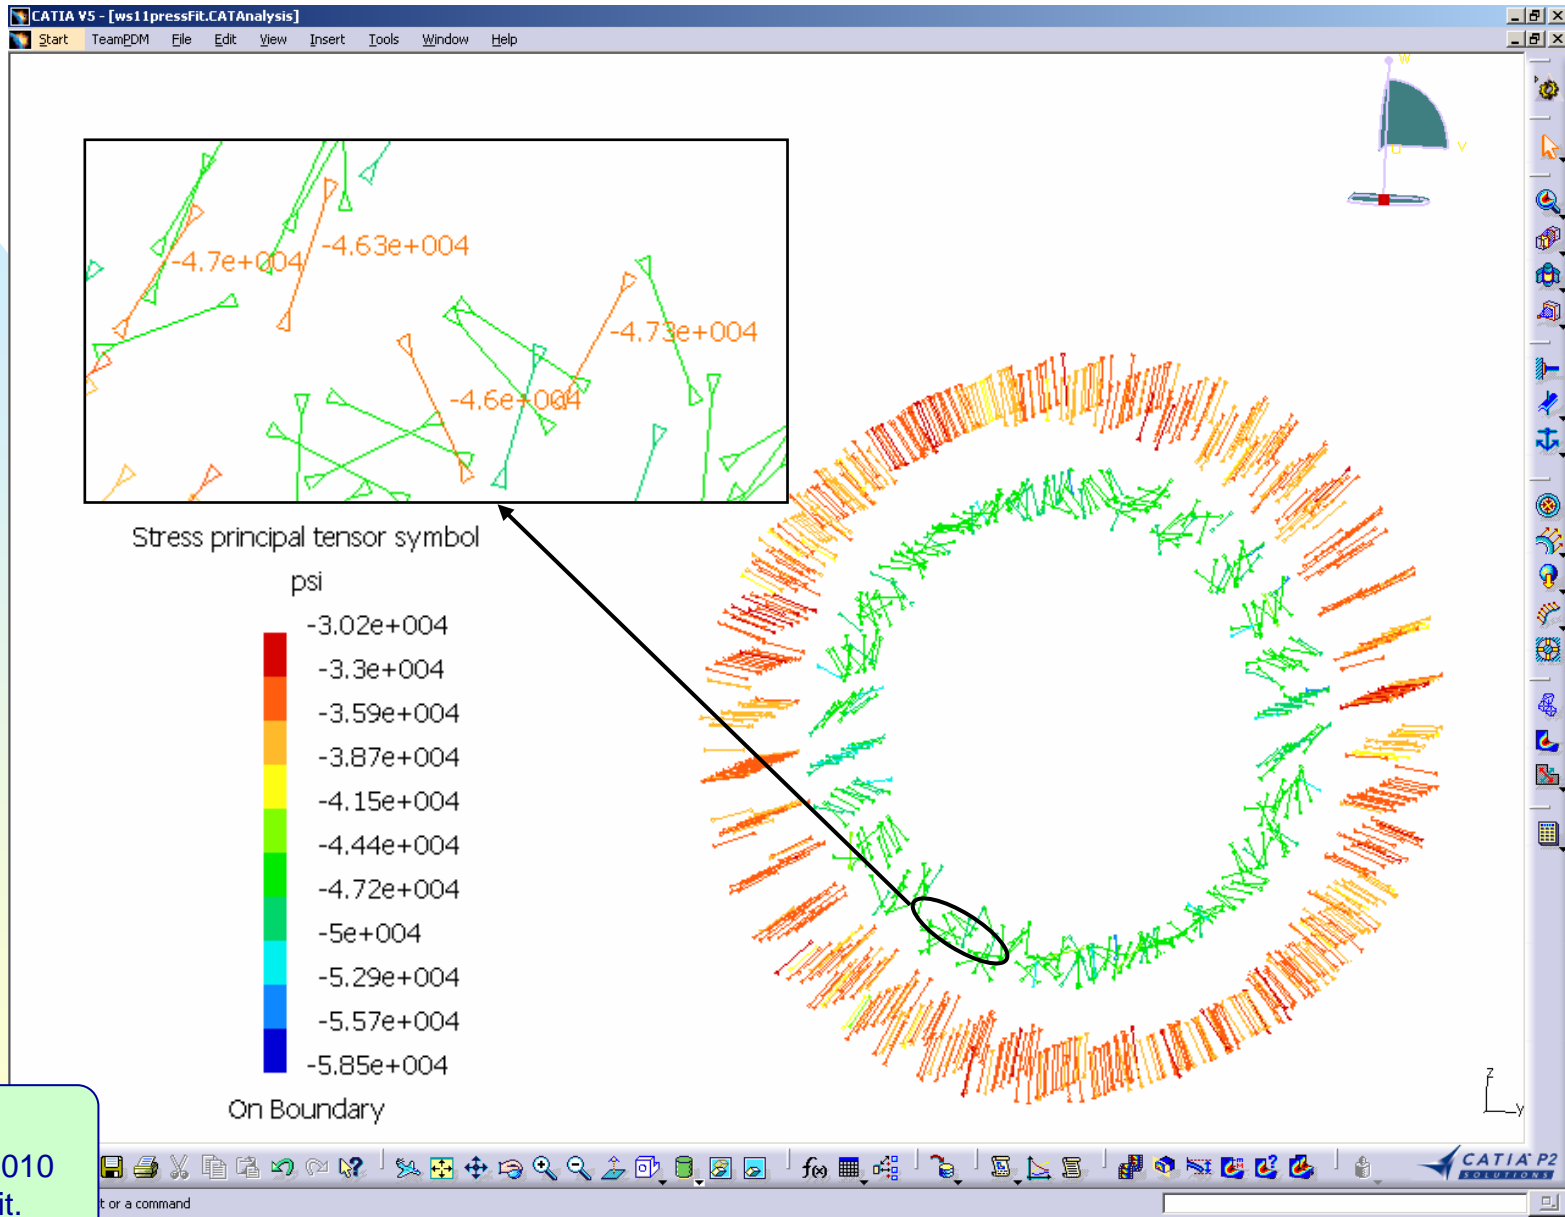 CATIA V5 - [ws11pressFit.CATAnalysis]
Start TeamPDM File Edit View Insert Tools Window Help
W
U
V
-4.7e+004
-4.63e+004
-4.73e+004
-4.6e+004
Stress principal tensor symbol
psi
-3.02e+004
-3.3e+004
-3.59e+004
-3.87e+004
-4.15e+004
-4.44e+004
-4.72e+004
-5e+004
-5.29e+004
-5.57e+004
-5.85e+004
On Boundary
z
y
010
it.
f(x)
CATIA P2
SOLUTIONS
t or a command